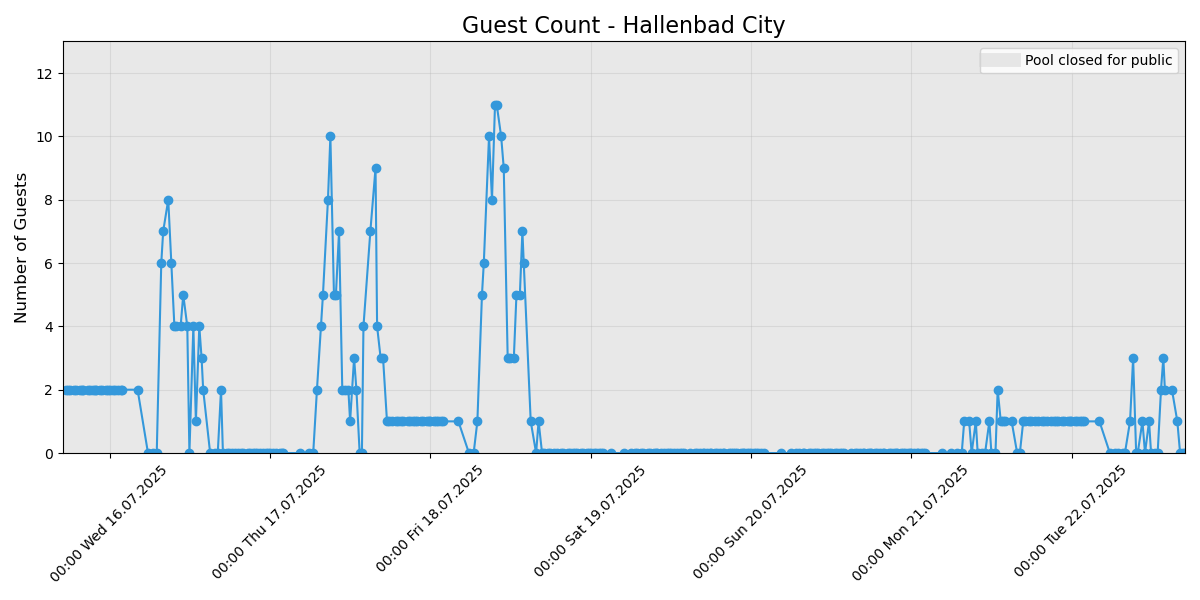 Guest Count - Hallenbad City
Pool closed for public
Number of Guests
12
10
8
6
4
2
0
00:00 Wed 16.07.2025
00:00 Thu 17.07.2025
00:00 Fri 18.07.2025
00:00 Sat 19.07.2025
00:00 Sun 20.07.2025
00:00 Mon 21.07.2025
00:00 Tue 22.07.2025